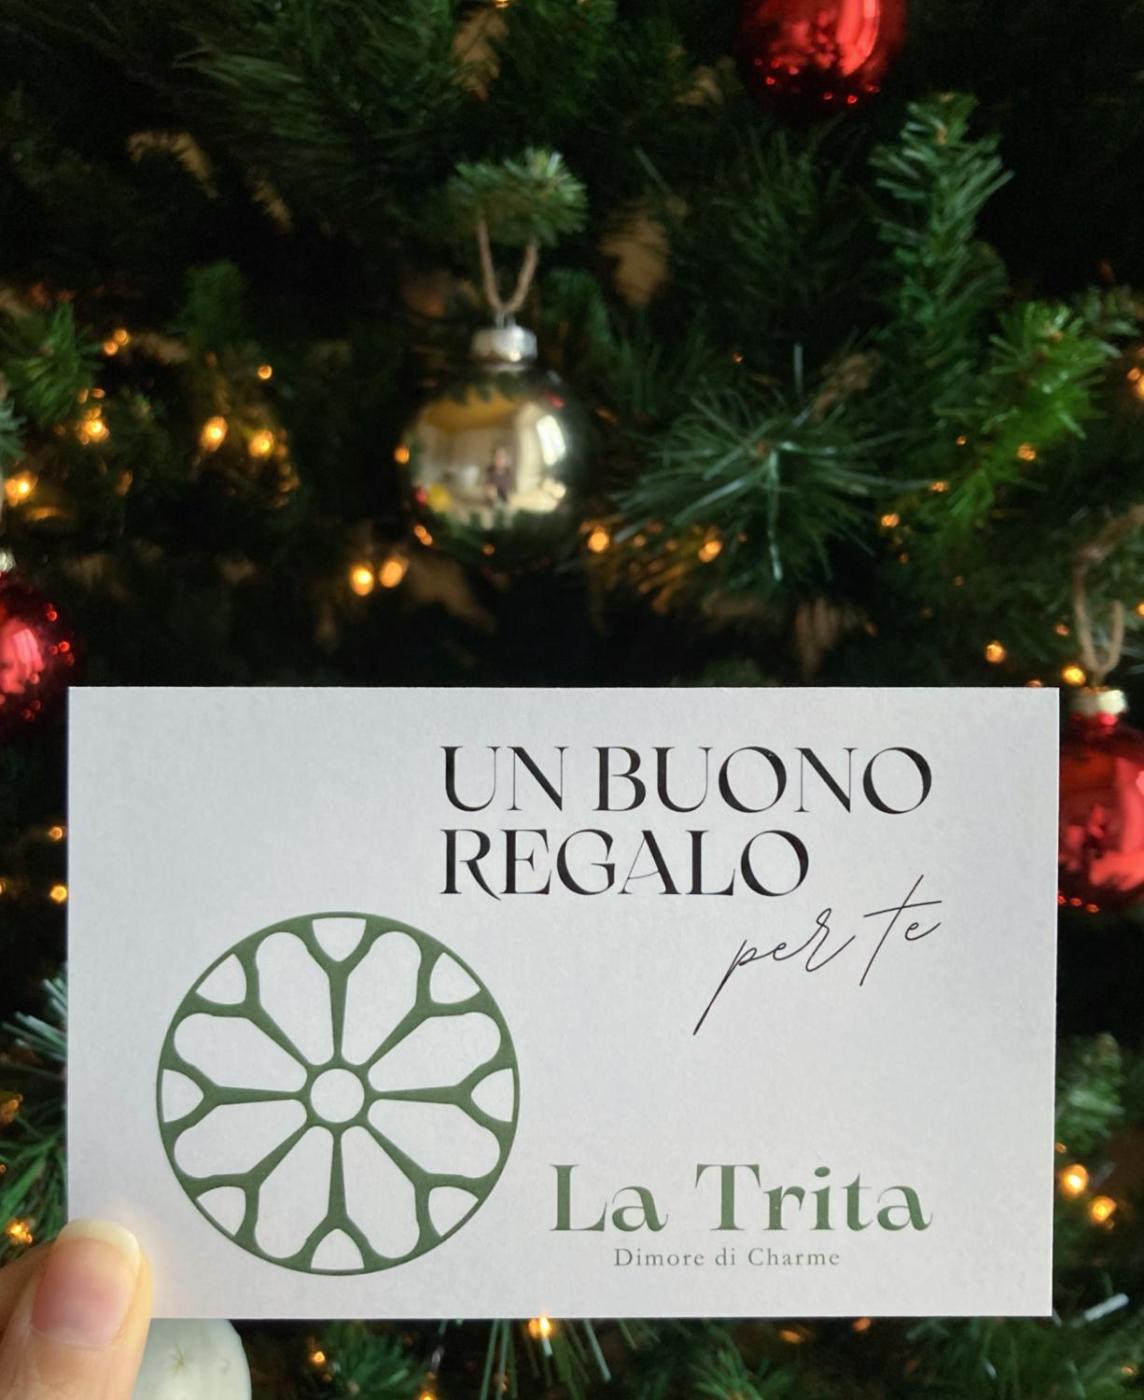 UN BUONO
REGALO
per te
La Trita
Dimore di Charme